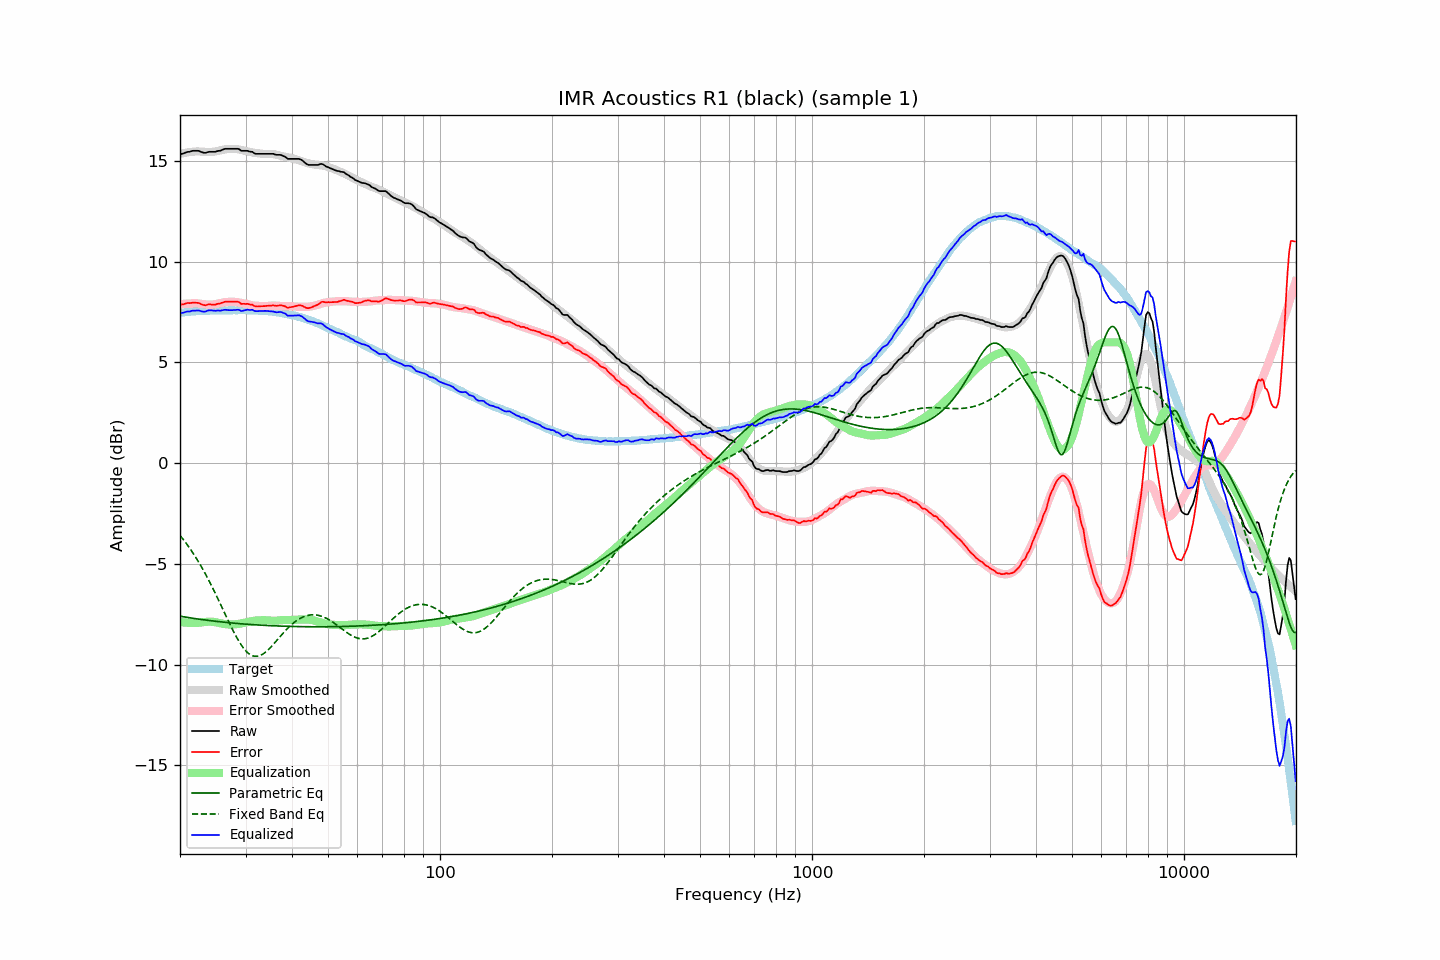 IMR Acoustics R1 (black) (sample 1)
Amplitude (dBr)
15
10
5
0
−5
−10
−15
Target
Raw Smoothed
Error Smoothed
Raw
Error
Equalization
Parametric Eq
Fixed Band Eq
Equalized
100
1000
10000
Frequency (Hz)